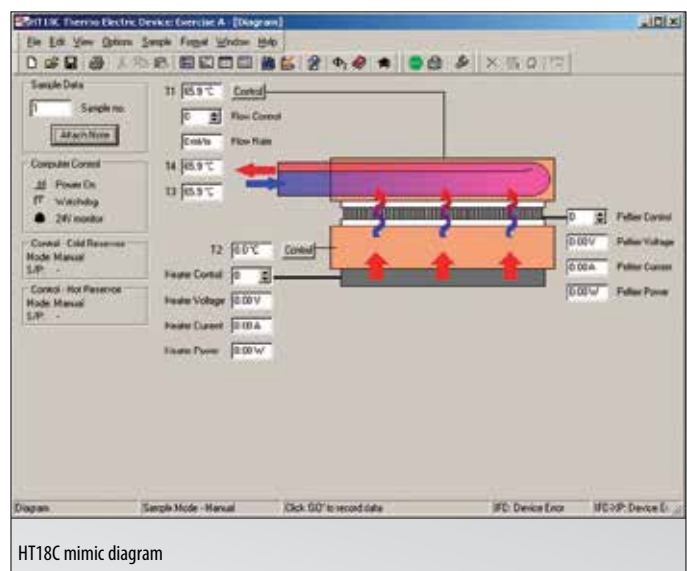 HT18C Thermo Electric Device: Exercise A - [Diagram]
File Edit View Options Sample Format Window Help
Sample Data
1 Sample no.
Attach Note
Computer Control
Power On
Watchdog
24V monitor
Control - Cold Reservoir
Mode: Manual
S/P: -
Control - Hot Reservoir
Mode: Manual
S/P: -
T1 65.9 °C Control
0 Flow Control
Flow Rate
T4 65.9 °C
T3 65.9 °C
T2 0.0 °C Control
Heater Control 0
Heater Voltage 0.00 V
Heater Current 0.00 A
Heater Power 0.00 W
0 Peltier Control
0.00 V Peltier Voltage
0.00 A Peltier Current
0.00 W Peltier Power
Diagram Sample Mode - Manual Click 'GO' to record data IFD: Device Error
HT18C mimic diagram